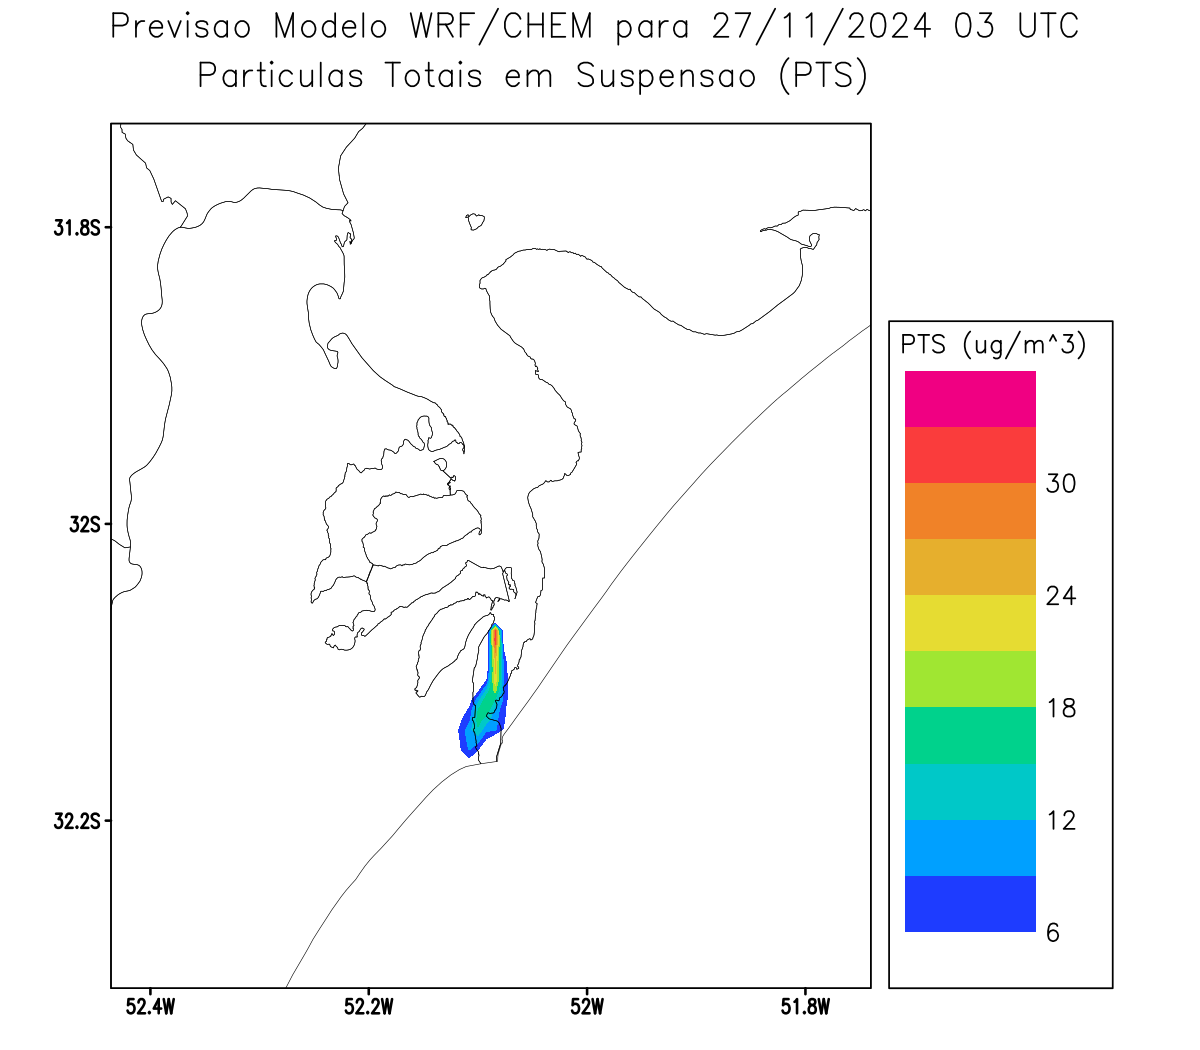 Previsao Modelo WRF/CHEM para 27/11/2024 03 UTC
Particulas Totais em Suspensao (PTS)
31.8S
32S
32.2S
52.4W
52.2W
52W
51.8W
PTS (ug/m^3)
30
24
18
12
6